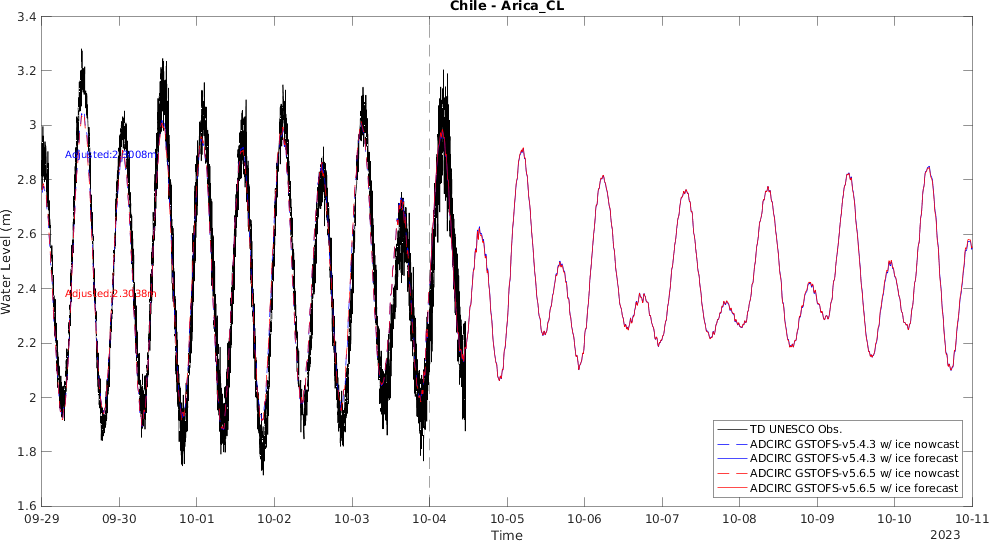 Chile - Arica_CL
3.4
3.2
3
2.8
2.6
2.4
2.2
2
1.8
1.6
Water Level (m)
Adjusted:2.3038m
TD UNESCO Obs.
ADCIRC GSTOFS-v5.4.3 w/ ice nowcast
ADCIRC GSTOFS-v5.4.3 w/ ice forecast
ADCIRC GSTOFS-v5.6.5 w/ ice nowcast
ADCIRC GSTOFS-v5.6.5 w/ ice forecast
09-29 09-30 10-01 10-02 10-03 10-04 10-05 10-06 10-07 10-08 10-09 10-10 10-11
Time
2023